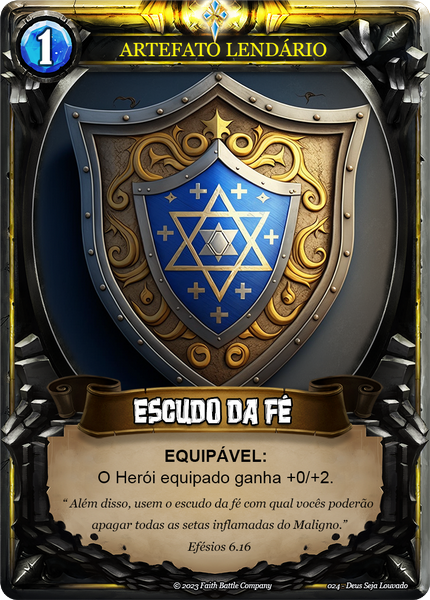 1
ARTEFATO LENDÁRIO
ESCUDO DA FÉ
EQUIPÁVEL:
O Herói equipado ganha +0/+2.
“ Além disso, usem o escudo da fé com qual vocês poderão
apagar todas as setas inflamadas do Maligno.”
Efésios 6.16
© 2023 Faith Battle Company
024 - Deus Seja Louvado